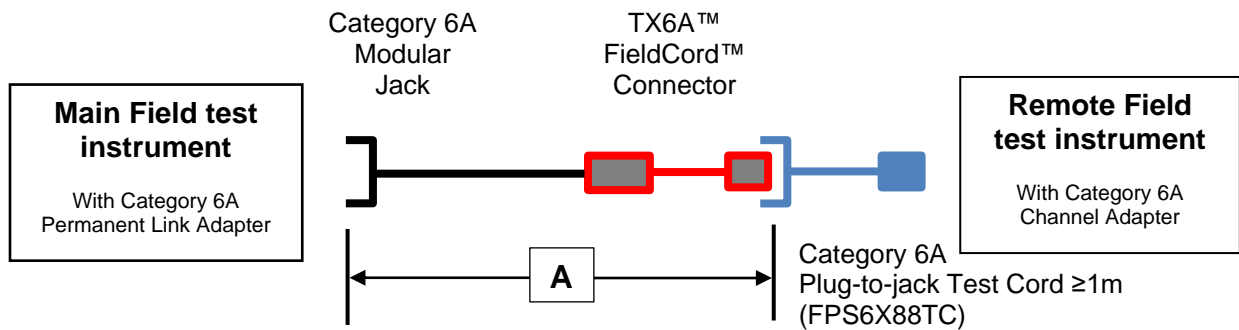 Category 6A
Modular
Jack
TX6A™
FieldCord™
Connector
Main Field test
instrument
With Category 6A
Permanent Link Adapter
Remote Field
test instrument
With Category 6A
Channel Adapter
A
Category 6A
Plug-to-jack Test Cord ≥1m
(FPS6X88TC)